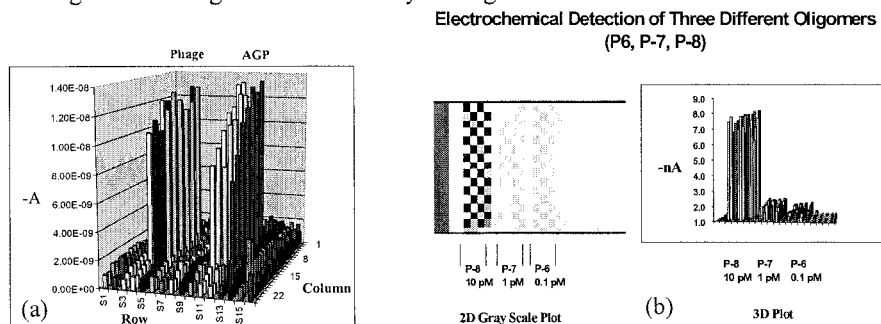 Electrochemical Detection of Three Different Oligomers
(P6, P-7, P-8)
Phage AGP
1.40E-08
1.20E-08
1.00E-08
8.00E-09
-A
6.00E-09
4.00E-09
2.00E-09
0.00E+00
S1 S3 S5 S7 S9 S11 S13 S15
Row
1
8
15
22
Column
(a)
P-8 P-7 P-6
10 pM 1 pM 0.1 pM
2D Gray Scale Plot
9.0
8.0
7.0
6.0
-nA
5.0
4.0
3.0
2.0
1.0
P-8 P-7 P-6
10 pM 1 pM 0.1 pM
(b)
3D Plot